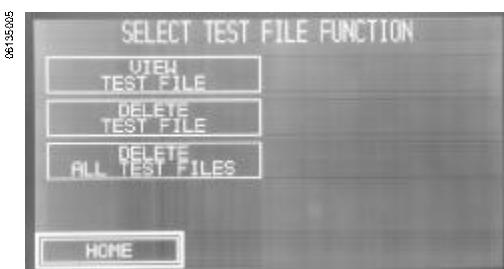 06135005
SELECT TEST FILE FUNCTION
VIEW
TEST FILE
DELETE
TEST FILE
DELETE
ALL TEST FILES
HOME